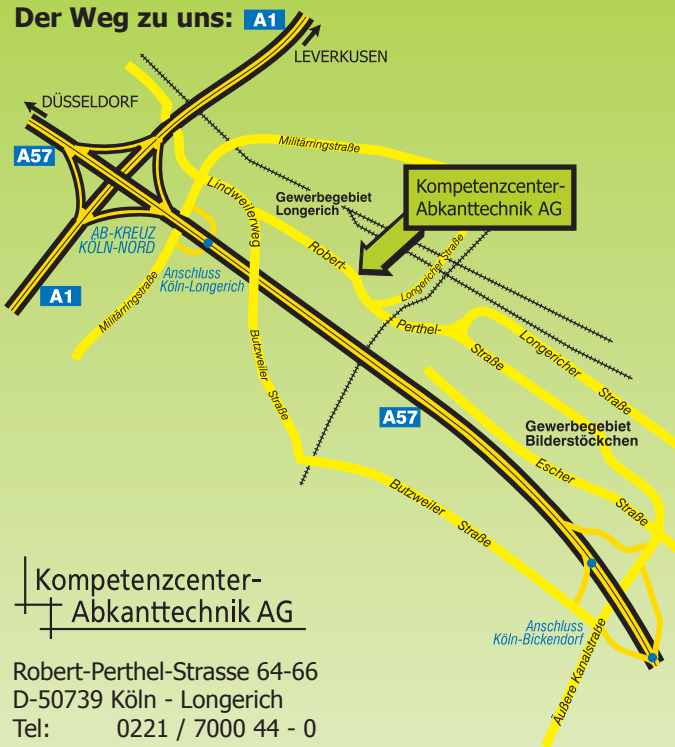 Der Weg zu uns: A1
LEVERKUSEN
DÜSSELDORF
A57
Militärringstraße
Lindweilerweg
Gewerbegebiet
Longerich
Kompetenzcenter-
Abkanttechnik AG
AB-KREUZ
KÖLN-NORD
Anschluss
Köln-Longerich
Robert-
Longericher Straße
A1
Militärringstraße
Perthel-
Straße
Longericher
Straße
Butzweiler Straße
A57
Gewerbegebiet
Bilderstöckchen
Escher
Straße
Butzweiler
Straße
Anschluss
Köln-Bickendorf
Äußere Kanalstraße
Kompetenzcenter-
Abkanttechnik AG
Robert-Perthel-Strasse 64-66
D-50739 Köln - Longerich
Tel: 0221 / 7000 44 - 0